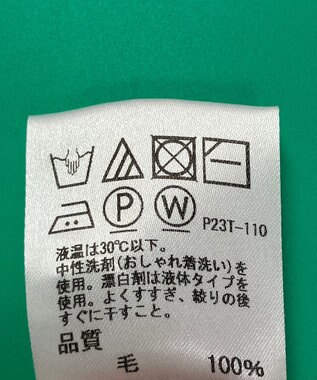 P W P23T-110
液温は30℃以下。
中性洗剤(おしゃれ着洗い)を
使用。漂白剤は液体タイプを
使用。よくすすぎ、絞りの後
すぐに干すこと。
品質
毛 100%